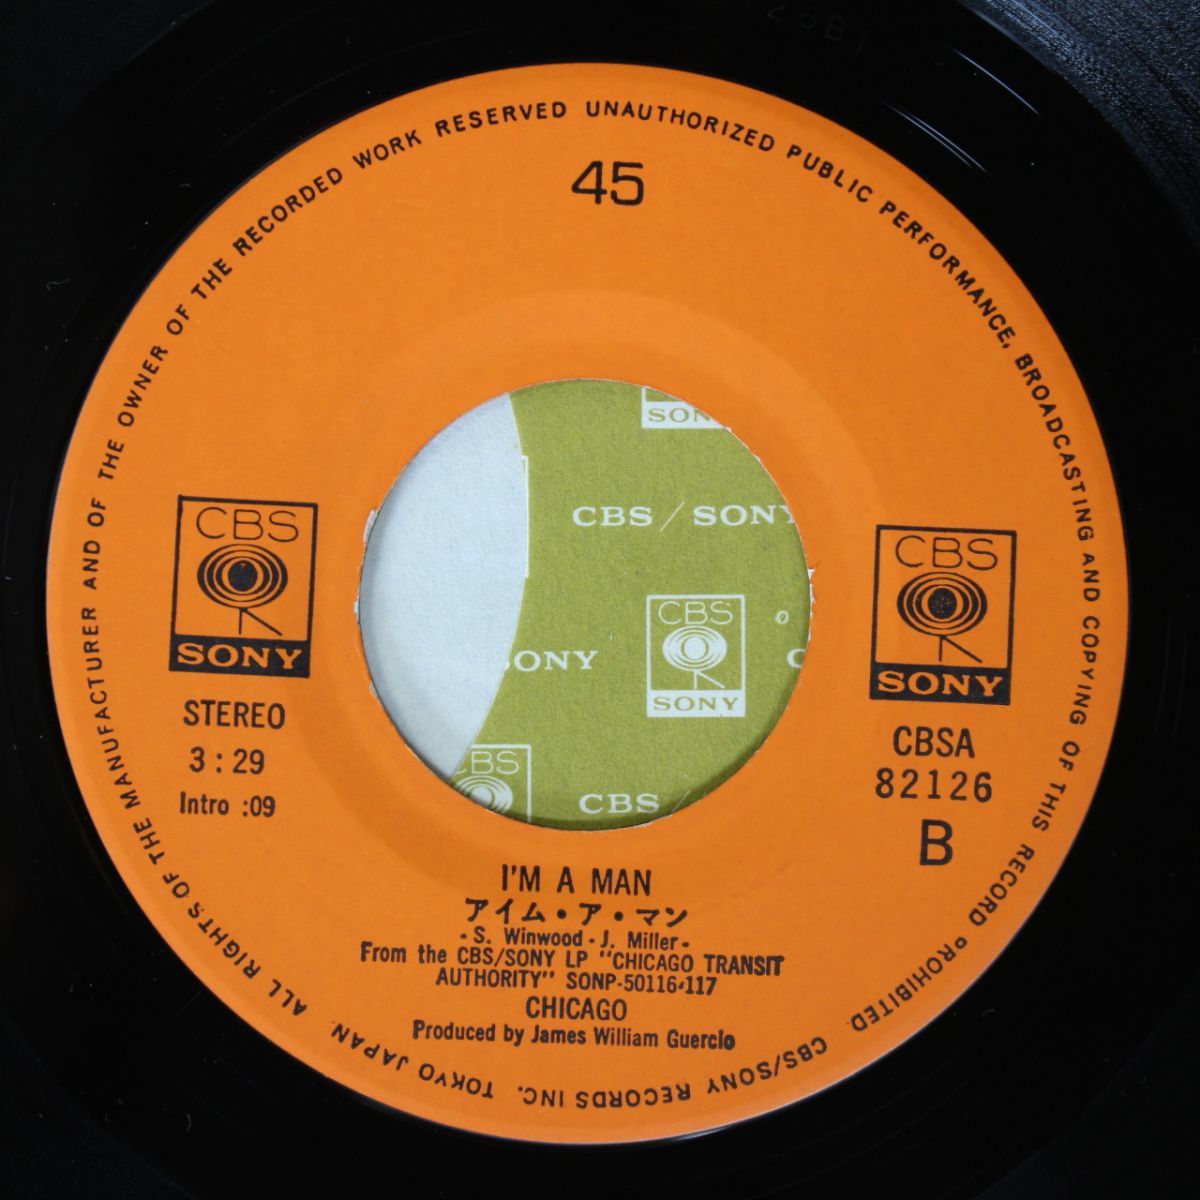 ALL RIGHTS OF THE MANUFACTURER AND OF THE OWNER OF THE RECORDED WORK RESERVED UNAUTHORIZED PUBLIC PERFORMANCE, BROADCASTING AND COPYING OF THIS RECORD PROHIBITED. CBS/SONY RECORDS INC. TOKYO JAPAN.
45
CBS
SONY
STEREO
3:29
Intro :09
CBS
SONY
CBSA
82126
B
SONY
CBS / SONY
CBS
SONY
SONY
CBS
CBS /
I'M A MAN
アイム・ア・マン
- S. Winwood - J. Miller -
From the CBS/SONY LP "CHICAGO TRANSIT
AUTHORITY" SONP-50116・117
CHICAGO
Produced by James William Guercio